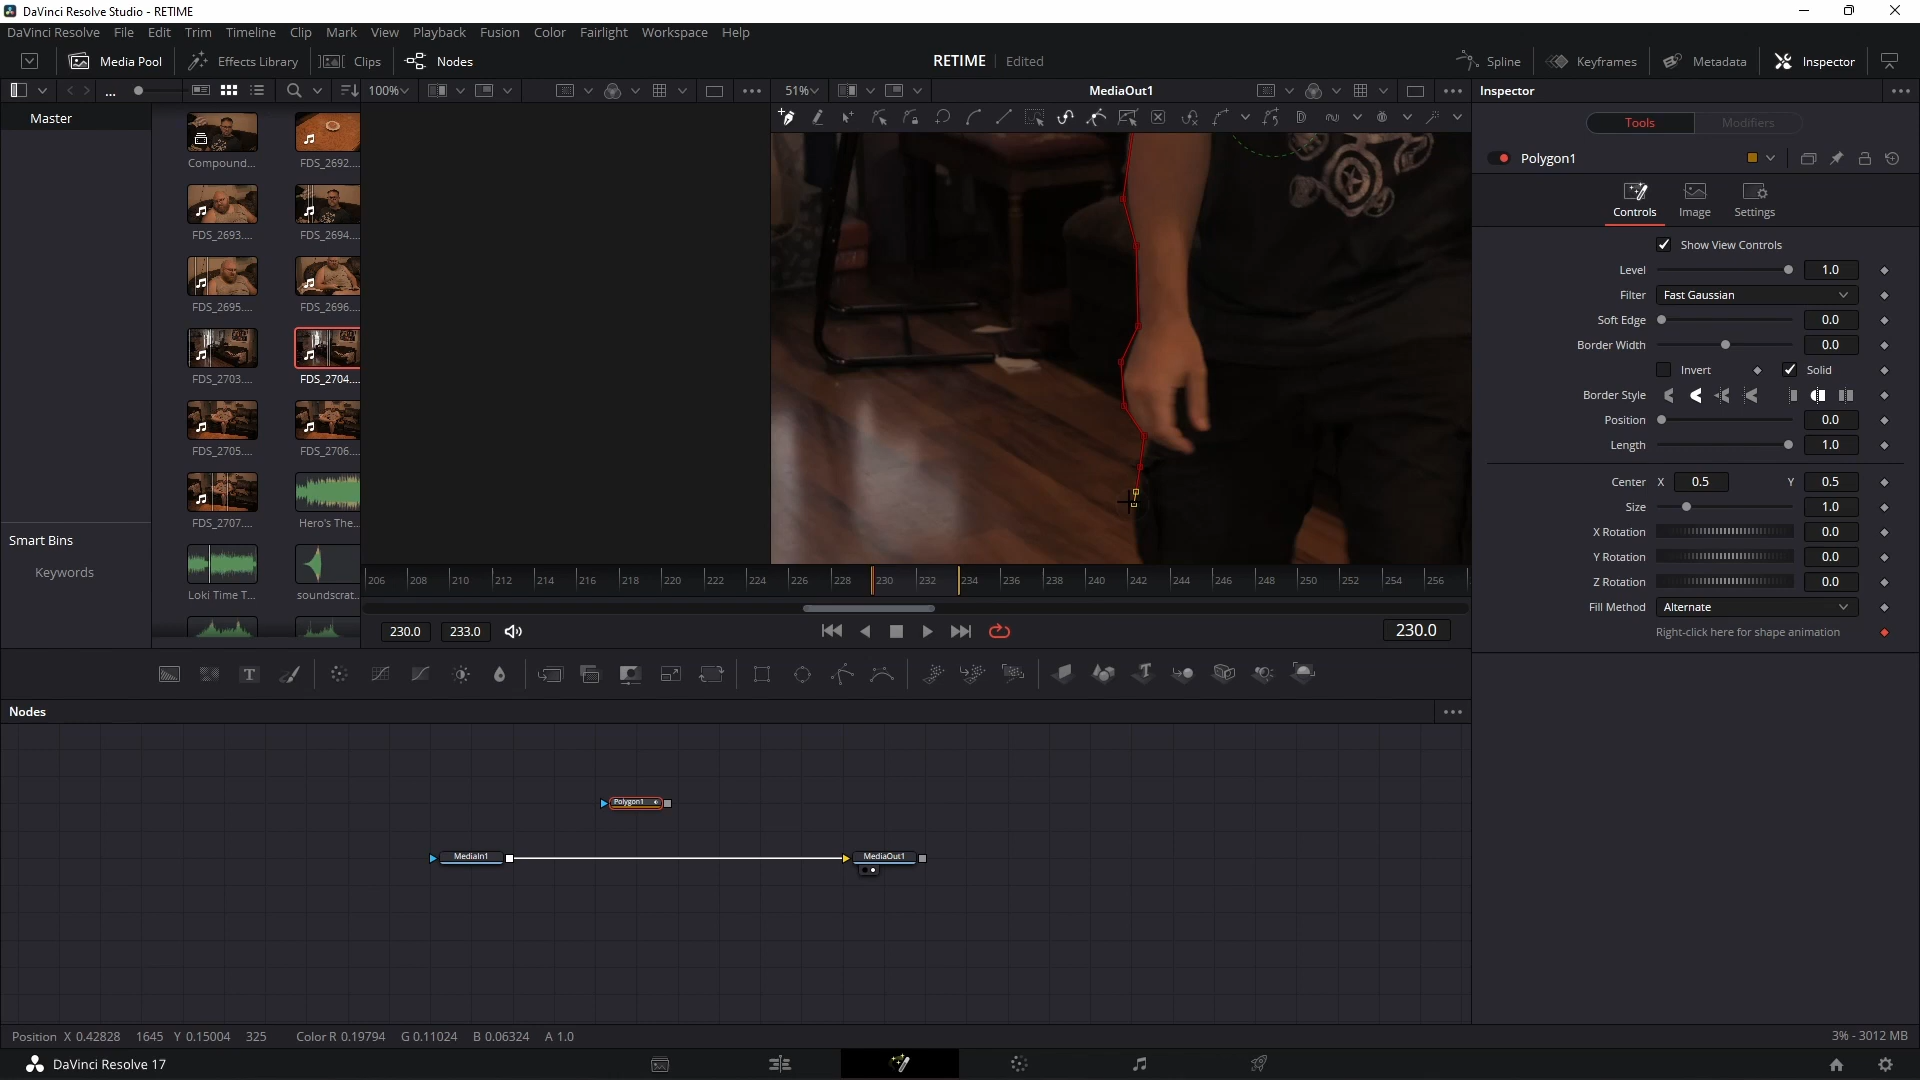 DaVinci Resolve Studio - RETIME
DaVinci Resolve File Edit Trim Timeline Clip Mark View Playback Fusion Color Fairlight Workspace Help
Media Pool Effects Library Clips Nodes RETIME Edited Spline Keyframes Metadata Inspector
... 100% 51% MediaOut1 Inspector
Master
Tools Modifiers
Compound... FDS_2692....
Polygon1
Controls Image Settings
FDS_2693.... FDS_2694....
Show View Controls
Level 1.0
Filter Fast Gaussian
FDS_2695.... FDS_2696....
Soft Edge 0.0
Border Width 0.0
Invert Solid
FDS_2703.... FDS_2704....
Border Style
Position 0.0
Length 1.0
FDS_2705.... FDS_2706....
Center X 0.5 Y 0.5
Size 1.0
FDS_2707.... Hero's The...
X Rotation 0.0
Smart Bins
Y Rotation 0.0
Keywords
Z Rotation 0.0
206 208 210 212 214 216 218 220 222 224 226 228 230 232 234 236 238 240 242 244 246 248 250 252 254 256
Loki Time T... soundscrat...
Fill Method Alternate
Right-click here for shape animation
230.0 233.0 230.0
Nodes
Polygon1
MediaIn1 MediaOut1
Position X 0.42828 1645 Y 0.15004 325 Color R 0.19794 G 0.11024 B 0.06324 A 1.0 3% - 3012 MB
DaVinci Resolve 17